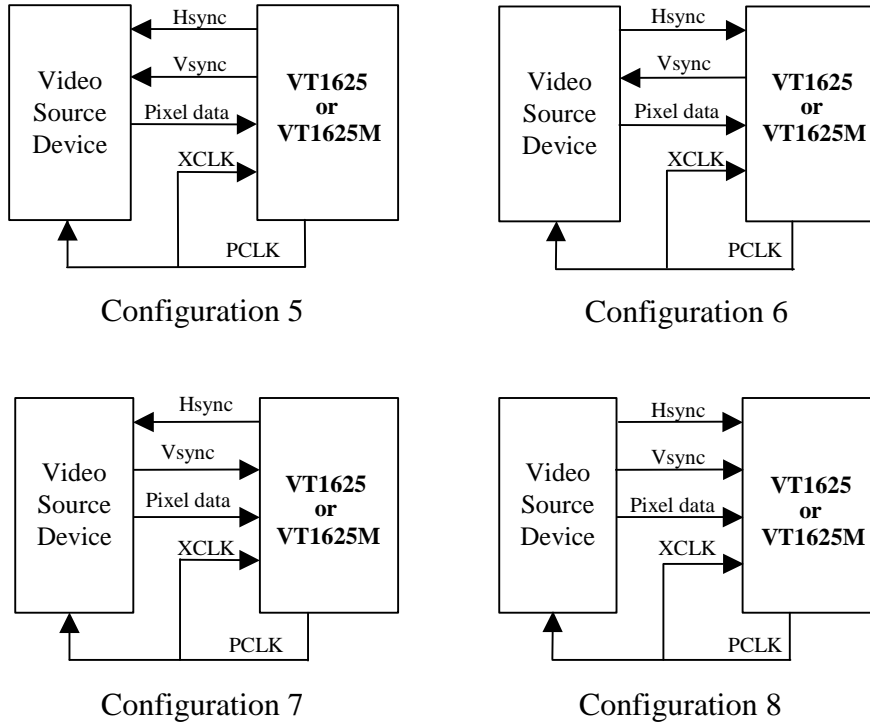 Hsync
Vsync
Pixel data
XCLK
PCLK
Video
Source
Device
VT1625
or
VT1625M
Configuration 5
Hsync
Vsync
Pixel data
XCLK
PCLK
Video
Source
Device
VT1625
or
VT1625M
Configuration 6
Hsync
Vsync
Pixel data
XCLK
PCLK
Video
Source
Device
VT1625
or
VT1625M
Configuration 7
Hsync
Vsync
Pixel data
XCLK
PCLK
Video
Source
Device
VT1625
or
VT1625M
Configuration 8